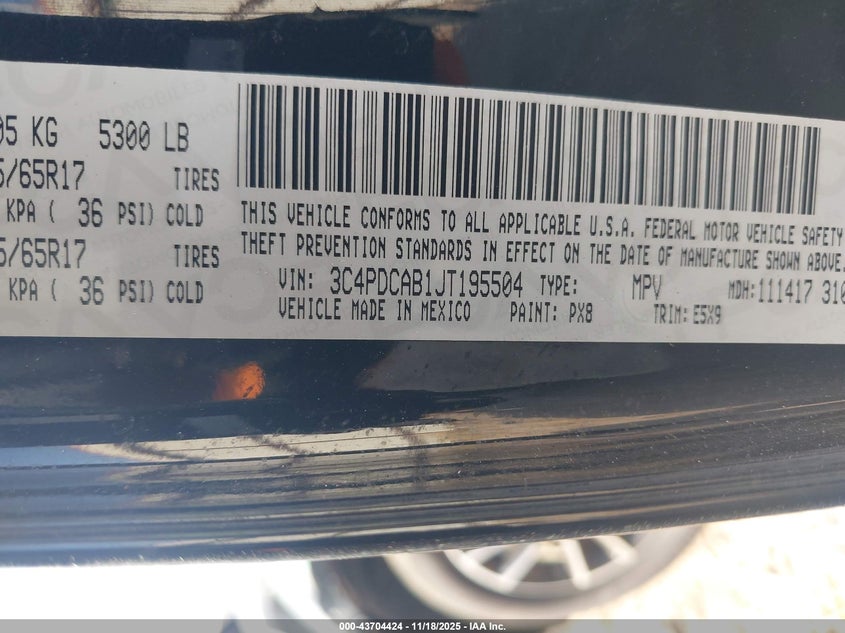 05 KG 5300 LB
5/65R17 TIRES
KPA ( 36 PSI) COLD
5/65R17 TIRES
KPA ( 36 PSI) COLD
THIS VEHICLE CONFORMS TO ALL APPLICABLE U.S.A. FEDERAL MOTOR VEHICLE SAFETY
THEFT PREVENTION STANDARDS IN EFFECT ON THE DATE OF MANUFACTURE SHOWN ABOVE.
VIN: 3C4PDCAB1JT195504 TYPE: MPV MDH: 111417 310
VEHICLE MADE IN MEXICO PAINT: PX8 TRIM: E5X9
000-43704424 - 11/18/2025 - IAA Inc.